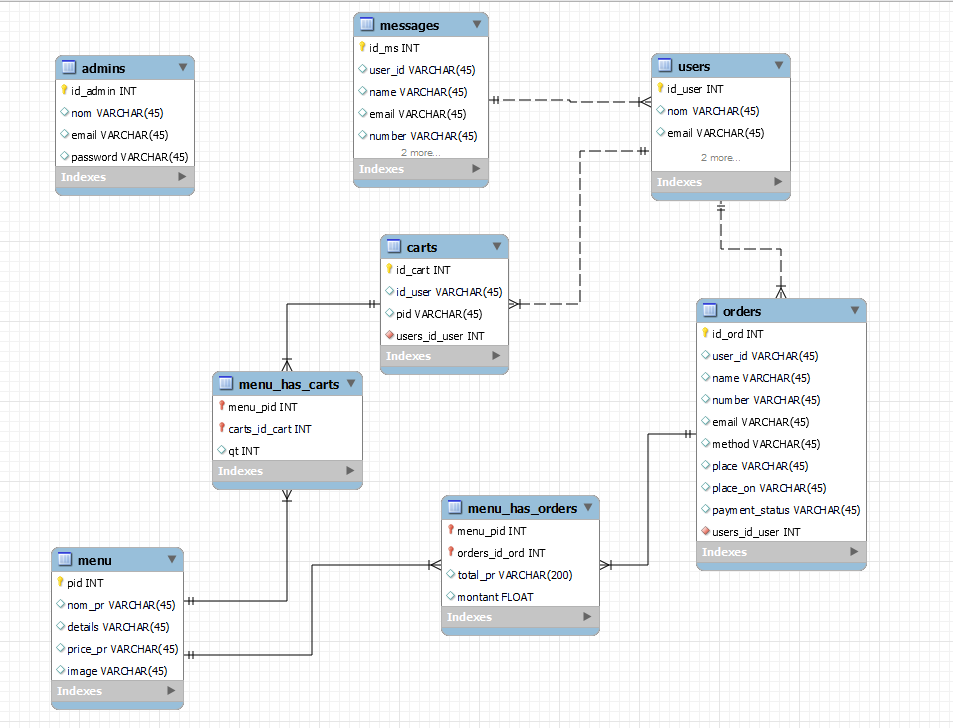 messages
id_ms INT
user_id VARCHAR(45)
name VARCHAR(45)
email VARCHAR(45)
number VARCHAR(45)
2 more...
Indexes
admins
id_admin INT
nom VARCHAR(45)
email VARCHAR(45)
password VARCHAR(45)
Indexes
users
id_user INT
nom VARCHAR(45)
email VARCHAR(45)
2 more...
Indexes
carts
id_cart INT
id_user VARCHAR(45)
pid VARCHAR(45)
users_id_user INT
Indexes
orders
id_ord INT
user_id VARCHAR(45)
name VARCHAR(45)
number VARCHAR(45)
email VARCHAR(45)
method VARCHAR(45)
place VARCHAR(45)
place_on VARCHAR(45)
payment_status VARCHAR(45)
users_id_user INT
Indexes
menu_has_carts
menu_pid INT
carts_id_cart INT
qt INT
Indexes
menu_has_orders
menu_pid INT
orders_id_ord INT
total_pr VARCHAR(200)
montant FLOAT
Indexes
menu
pid INT
nom_pr VARCHAR(45)
details VARCHAR(45)
price_pr VARCHAR(45)
image VARCHAR(45)
Indexes